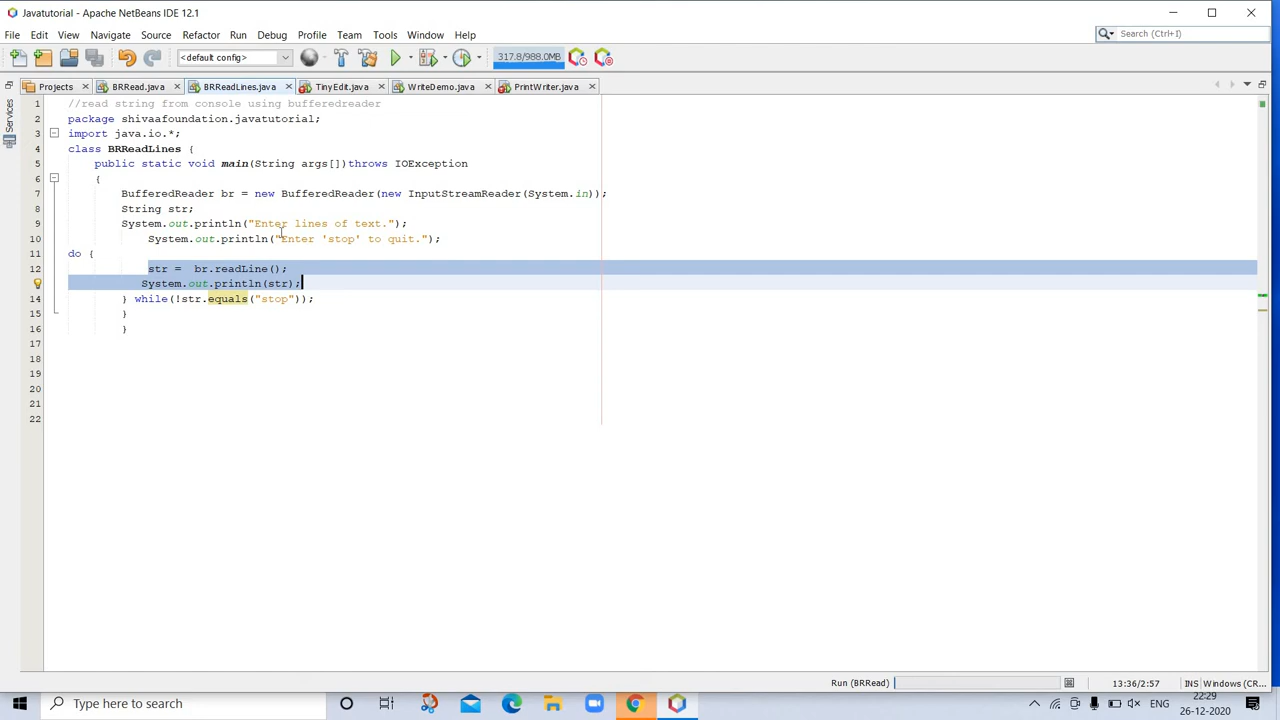 Javatutorial - Apache NetBeans IDE 12.1
File Edit View Navigate Source Refactor Run Debug Profile Team Tools Window Help
Search (Ctrl+I)
<default config>
317.8/988.0MB
Projects
BRRead.java
BRReadLines.java
TinyEdit.java
WriteDemo.java
PrintWriter.java
Services
1 //read string from console using bufferedreader
2 package shivaafoundation.javatutorial;
3 import java.io.*;
4 class BRReadLines {
5 public static void main(String args[])throws IOException
6 {
7 BufferedReader br = new BufferedReader(new InputStreamReader(System.in));
8 String str;
9 System.out.println("Enter lines of text.");
10 System.out.println("Enter 'stop' to quit.");
11 do {
12 str =  br.readLine();
System.out.println(str);
14 } while(!str.equals("stop"));
15 }
16 }
17
18
19
20
21
22
Run (BRRead)
13:36/2:57
INS
Windows (CR...
Type here to search
ENG
22:29
26-12-2020